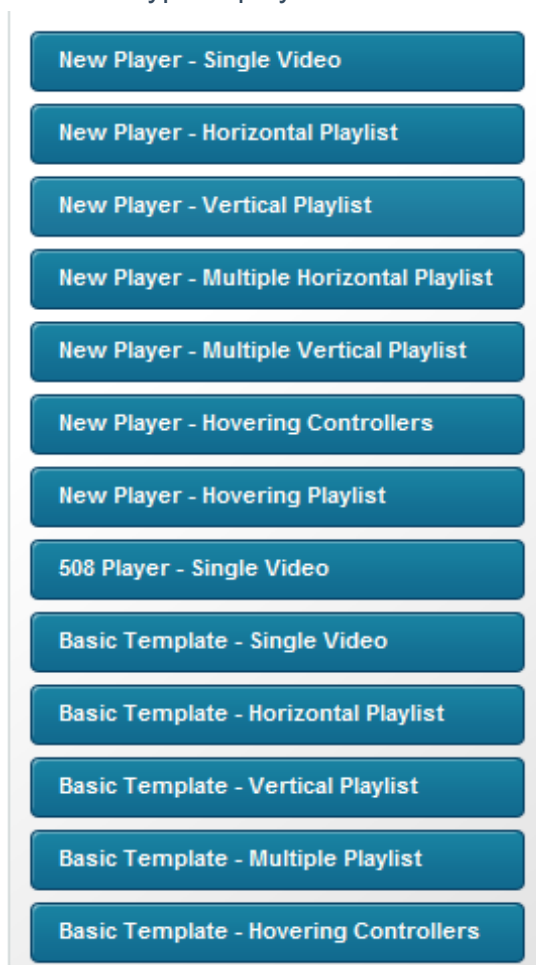 New Player - Single Video
New Player - Horizontal Playlist
New Player - Vertical Playlist
New Player - Multiple Horizontal Playlist
New Player - Multiple Vertical Playlist
New Player - Hovering Controllers
New Player - Hovering Playlist
508 Player - Single Video
Basic Template - Single Video
Basic Template - Horizontal Playlist
Basic Template - Vertical Playlist
Basic Template - Multiple Playlist
Basic Template - Hovering Controllers